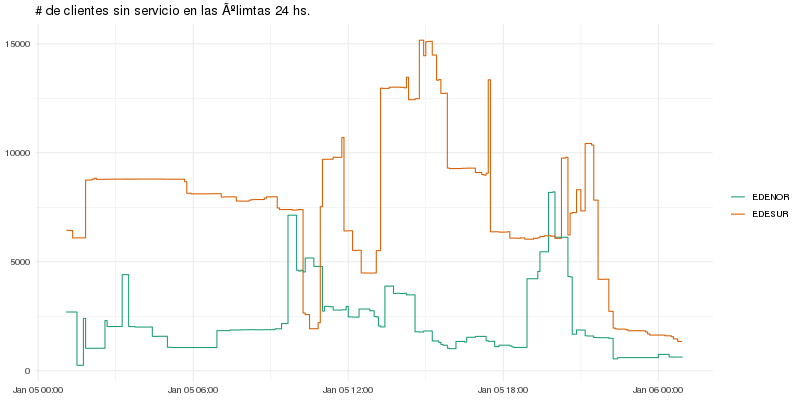 # de clientes sin servicio en las Ãºlimtas 24 hs.
15000
10000
5000
0
Jan 05 00:00 Jan 05 06:00 Jan 05 12:00 Jan 05 18:00 Jan 06 00:00
EDENOR
EDESUR